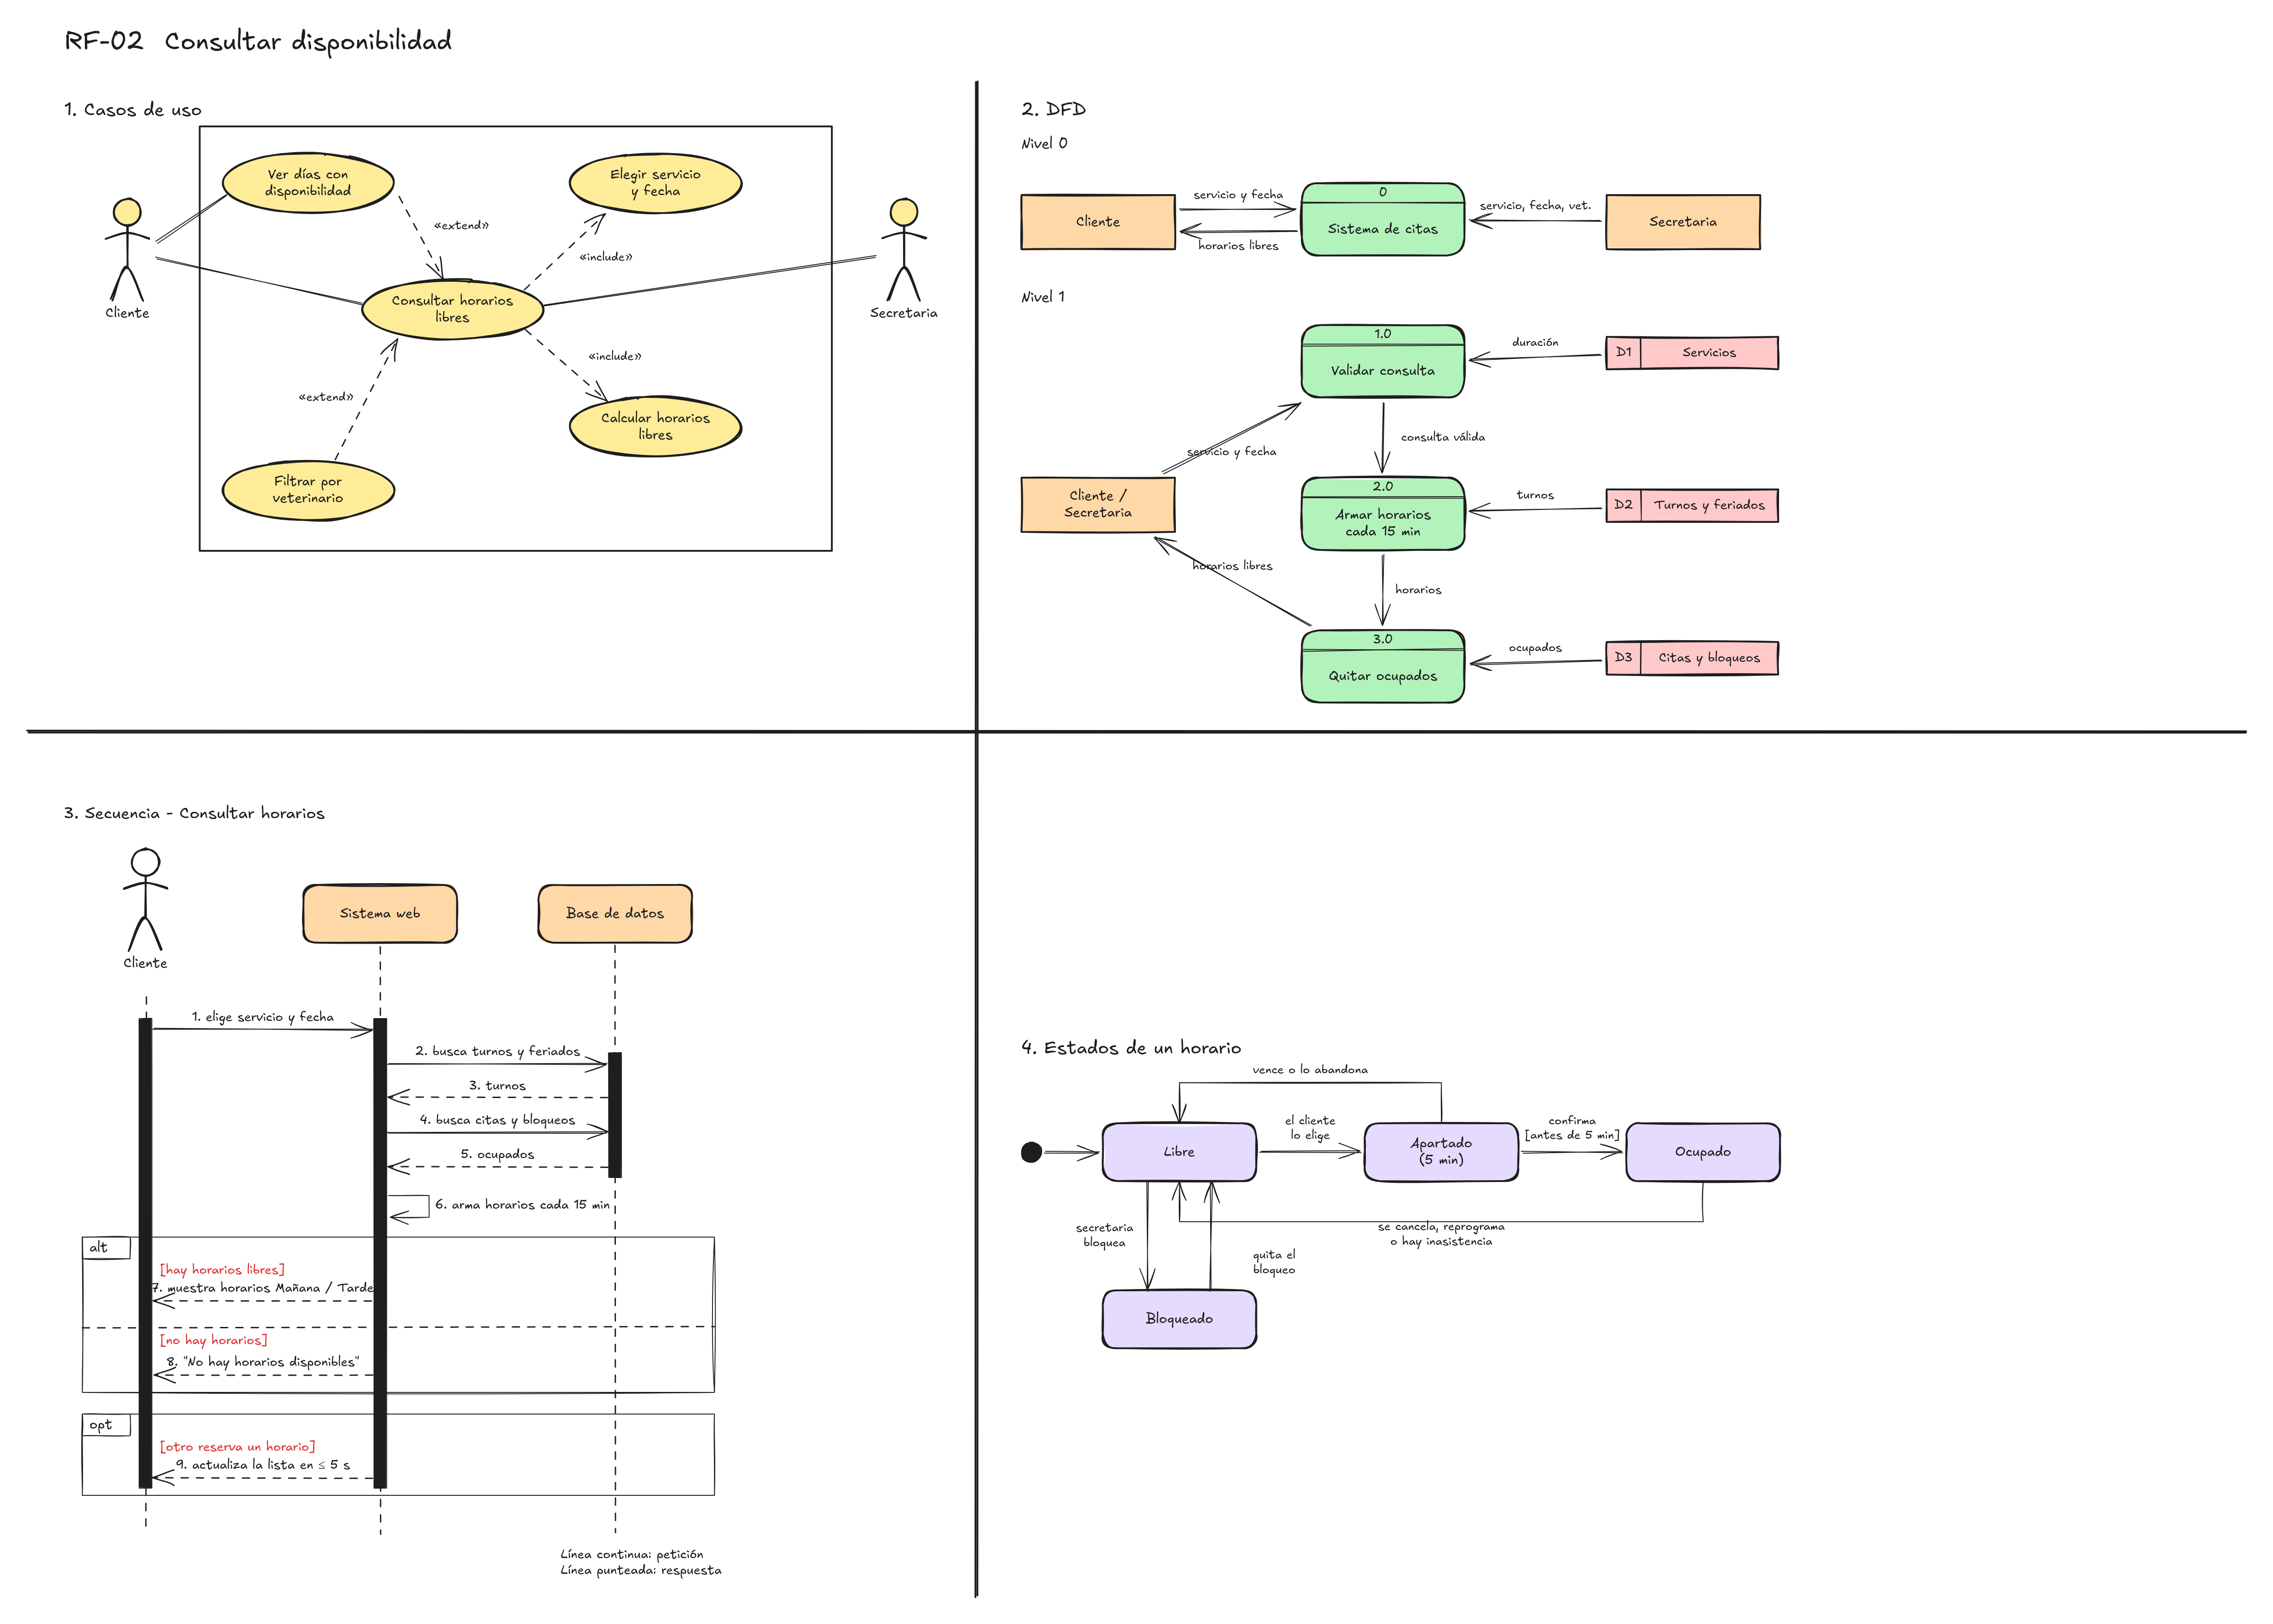 RF-02 Consultar disponibilidad
1. Casos de uso
Ver días con
disponibilidad
Elegir servicio
y fecha
«extend»
«include»
Cliente
Secretaria
Consultar horarios
libres
«include»
«extend»
Calcular horarios
libres
Filtrar por
veterinario
2. DFD
Nivel 0
Cliente
servicio y fecha
horarios libres
0
Sistema de citas
servicio, fecha, vet.
Secretaria
Nivel 1
1.0
Validar consulta
duración
D1 Servicios
servicio y fecha
consulta válida
Cliente /
Secretaria
2.0
Armar horarios
cada 15 min
turnos
D2 Turnos y feriados
horarios libres
horarios
3.0
Quitar ocupados
ocupados
D3 Citas y bloqueos
3. Secuencia - Consultar horarios
Cliente
Sistema web
Base de datos
1. elige servicio y fecha
2. busca turnos y feriados
3. turnos
4. busca citas y bloqueos
5. ocupados
6. arma horarios cada 15 min
alt
[hay horarios libres]
7. muestra horarios Mañana / Tarde
[no hay horarios]
8. "No hay horarios disponibles"
opt
[otro reserva un horario]
9. actualiza la lista en ≤ 5 s
Línea continua: petición
Línea punteada: respuesta
4. Estados de un horario
vence o lo abandona
Libre
el cliente
lo elige
Apartado
(5 min)
confirma
[antes de 5 min]
Ocupado
secretaria
bloquea
quita el
bloqueo
se cancela, reprograma
o hay inasistencia
Bloqueado